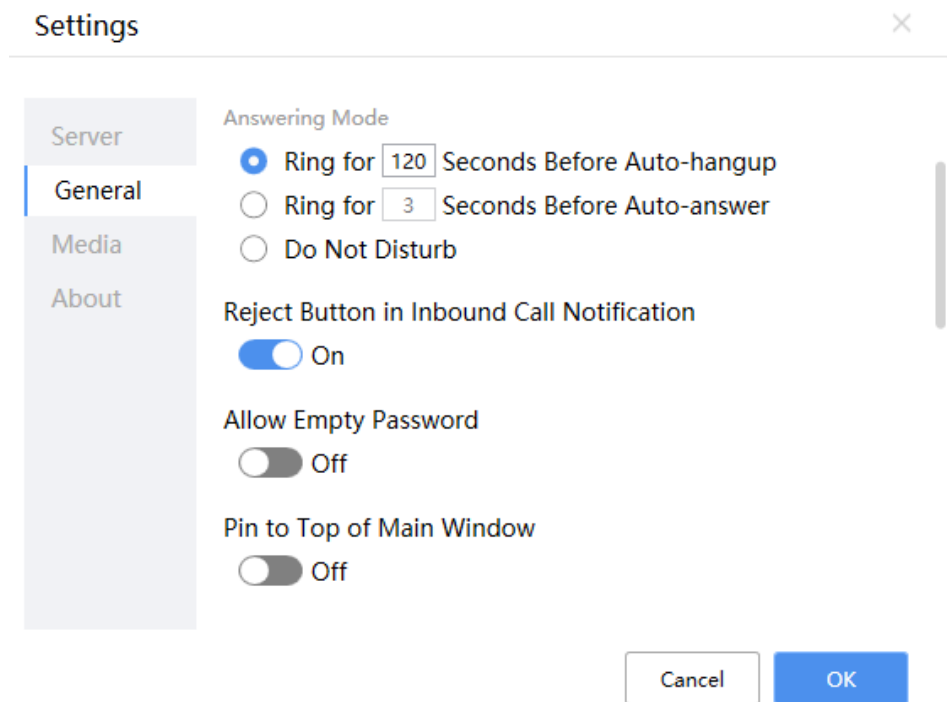 Settings
Server
General
Media
About
Answering Mode
Ring for 120 Seconds Before Auto-hangup
Ring for 3 Seconds Before Auto-answer
Do Not Disturb
Reject Button in Inbound Call Notification
On
Allow Empty Password
Off
Pin to Top of Main Window
Off
Cancel
OK